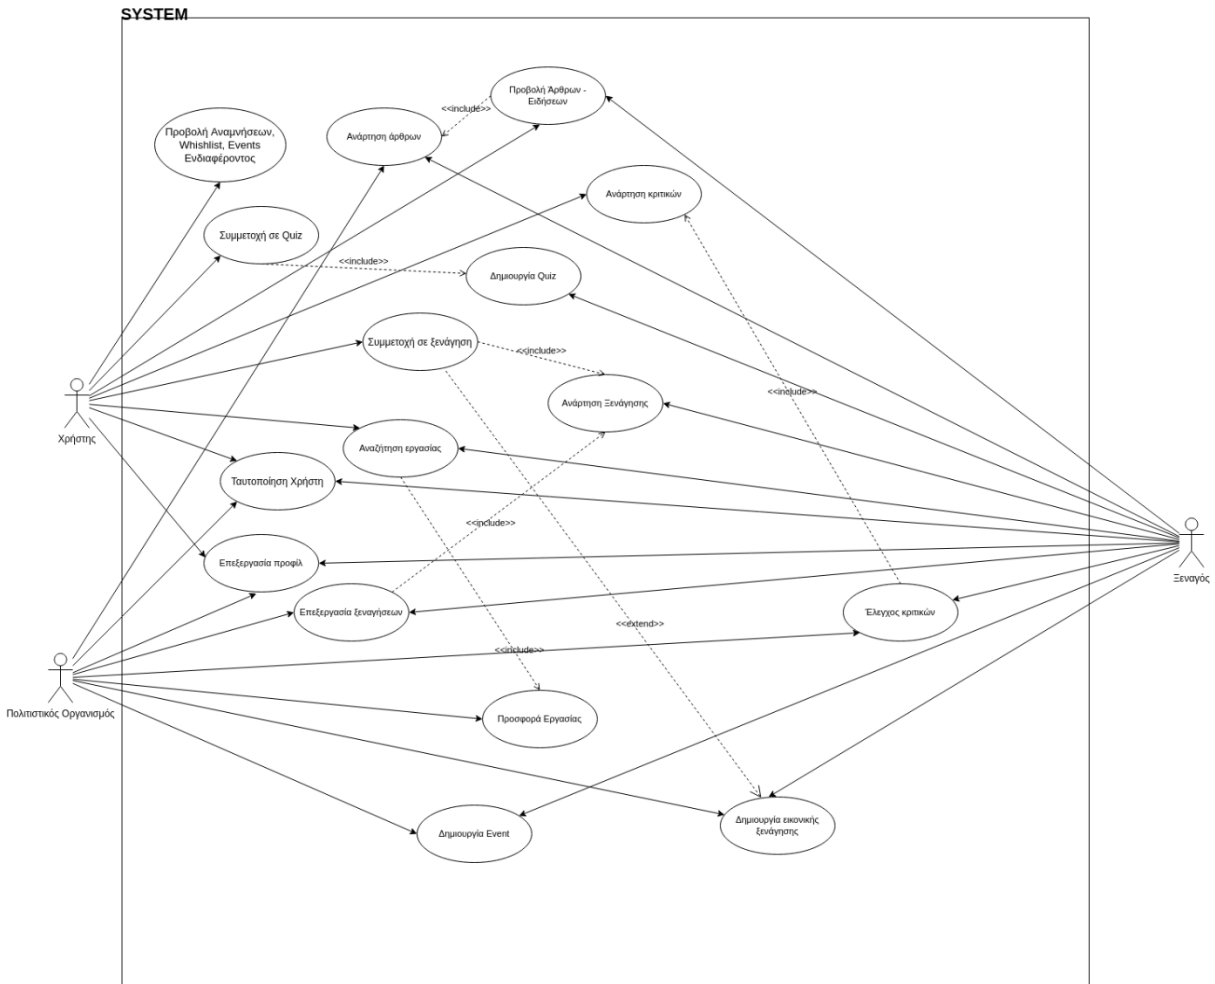 SYSTEM
Προβολή Άρθρων -
Ειδήσεων
<<include>>
Προβολή Αναμνήσεων,
Whishlist, Events
Ενδιαφέροντος
Ανάρτηση άρθρων
Ανάρτηση κριτικών
Συμμετοχή σε Quiz
<<include>>
Δημιουργία Quiz
Συμμετοχή σε ξενάγηση
<<include>>
<<include>>
Ανάρτηση Ξενάγησης
Χρήστης
Αναζήτηση εργασίας
Ταυτοποίηση Χρήστη
<<include>>
Επεξεργασία προφίλ
Ξεναγός
Επεξεργασία ξεναγήσεων
Έλεγχος κριτικών
<<extend>>
<<include>>
Πολιτιστικός Οργανισμός
Προσφορά Εργασίας
Δημιουργία Event
Δημιουργία εικονικής
ξενάγησης